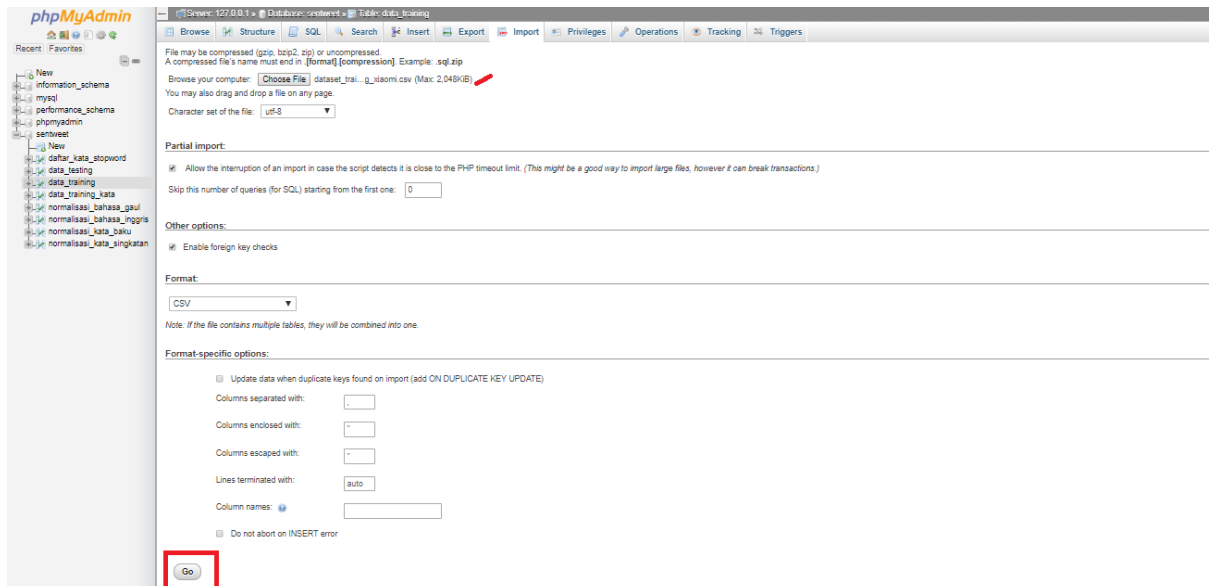 phpMyAdmin
Recent Favorites
New
information_schema
mysql
performance_schema
phpmyadmin
sentweet
New
daftar_kata_stopword
data_testing
data_training
data_training_kata
normalisasi_bahasa_gaul
normalisasi_bahasa_inggris
normalisasi_kata_baku
normalisasi_kata_singkatan
Server: 127.0.0.1 » Database: sentweet » Table: data_training
Browse Structure SQL Search Insert Export Import Privileges Operations Tracking Triggers
File may be compressed (gzip, bzip2, zip) or uncompressed.
A compressed file's name must end in .[format].[compression]. Example: .sql.zip
Browse your computer: Choose File dataset_trai…g_xiaomi.csv (Max: 2,048KiB)
You may also drag and drop a file on any page.
Character set of the file: utf-8
Partial import:
Allow the interruption of an import in case the script detects it is close to the PHP timeout limit. (This might be a good way to import large files, however it can break transactions.)
Skip this number of queries (for SQL) starting from the first one: 0
Other options:
Enable foreign key checks
Format:
CSV
Note: If the file contains multiple tables, they will be combined into one.
Format-specific options:
Update data when duplicate keys found on import (add ON DUPLICATE KEY UPDATE)
Columns separated with:
Columns enclosed with:
Columns escaped with:
Lines terminated with: auto
Column names:
Do not abort on INSERT error
Go